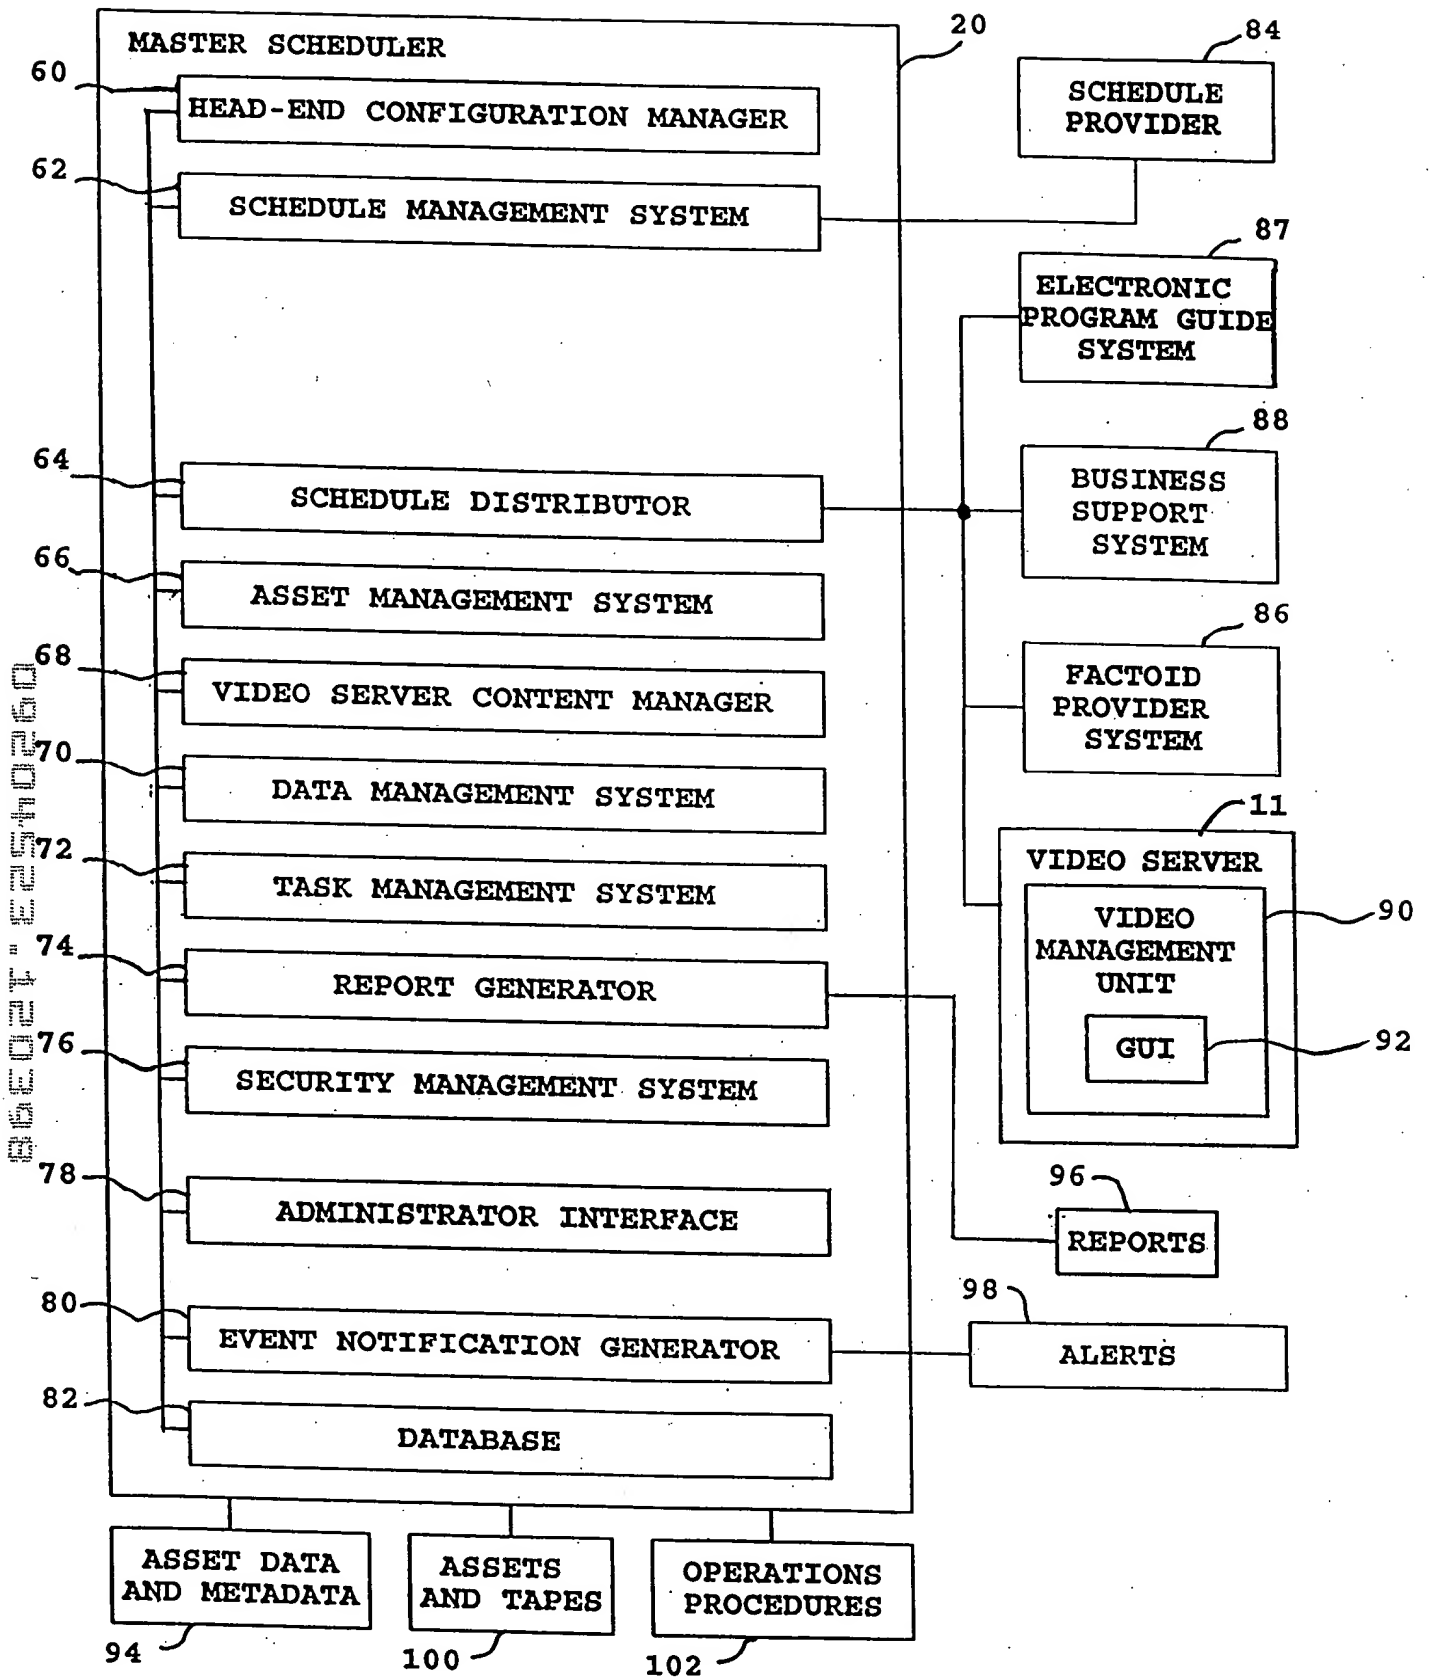 MASTER SCHEDULER
20
60
HEAD-END CONFIGURATION MANAGER
62
SCHEDULE MANAGEMENT SYSTEM
84
SCHEDULE
PROVIDER
87
ELECTRONIC
PROGRAM GUIDE
SYSTEM
64
SCHEDULE DISTRIBUTOR
88
BUSINESS
SUPPORT
SYSTEM
66
ASSET MANAGEMENT SYSTEM
86
FACTOID
PROVIDER
SYSTEM
68
VIDEO SERVER CONTENT MANAGER
70
DATA MANAGEMENT SYSTEM
11
VIDEO SERVER
72
TASK MANAGEMENT SYSTEM
90
VIDEO
MANAGEMENT
UNIT
74
REPORT GENERATOR
GUI
92
76
SECURITY MANAGEMENT SYSTEM
78
ADMINISTRATOR INTERFACE
96
REPORTS
80
EVENT NOTIFICATION GENERATOR
98
ALERTS
82
DATABASE
ASSET DATA
AND METADATA
94
ASSETS
AND TAPES
100
OPERATIONS
PROCEDURES
102
09204523.120398